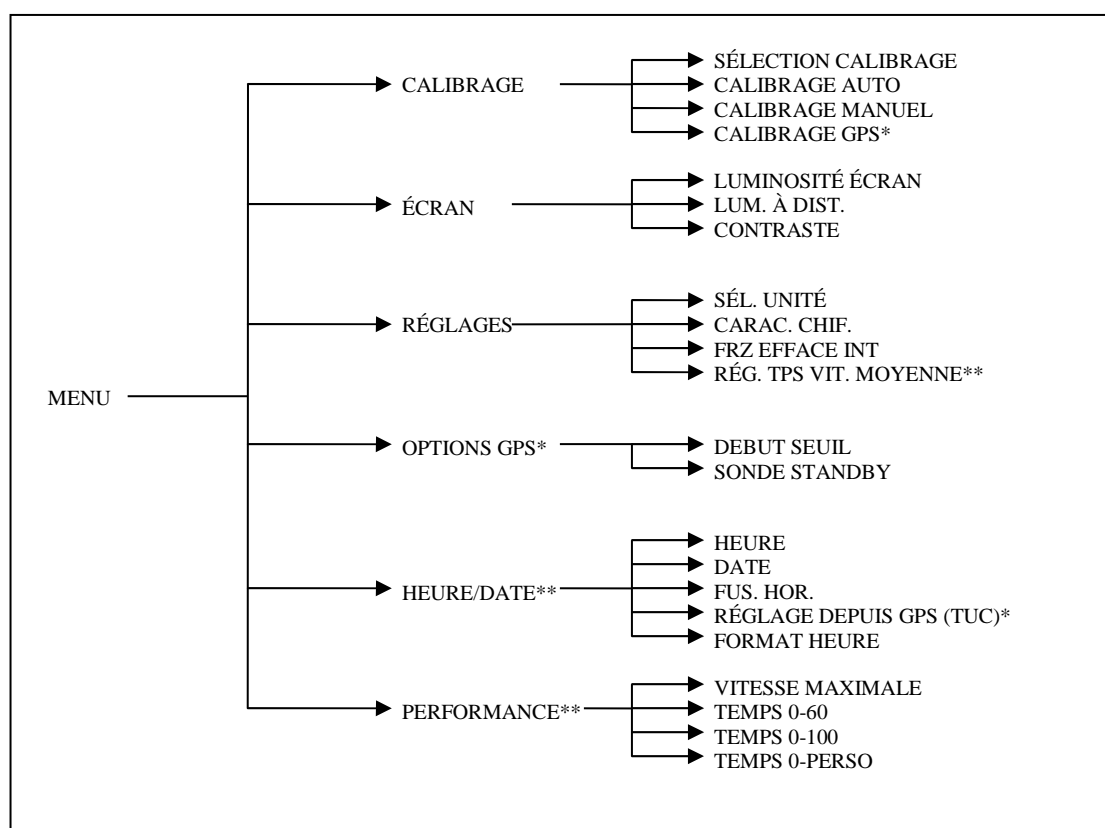 SÉLECTION CALIBRAGE
CALIBRAGE
CALIBRAGE AUTO
CALIBRAGE MANUEL
CALIBRAGE GPS*
LUMINOSITÉ ÉCRAN
ÉCRAN
LUM. À DIST.
CONTRASTE
SÉL. UNITÉ
RÉGLAGES
CARAC. CHIF.
FRZ EFFACE INT
RÉG. TPS VIT. MOYENNE**
MENU
OPTIONS GPS*
DEBUT SEUIL
SONDE STANDBY
HEURE
DATE
HEURE/DATE**
FUS. HOR.
RÉGLAGE DEPUIS GPS (TUC)*
FORMAT HEURE
VITESSE MAXIMALE
PERFORMANCE**
TEMPS 0-60
TEMPS 0-100
TEMPS 0-PERSO